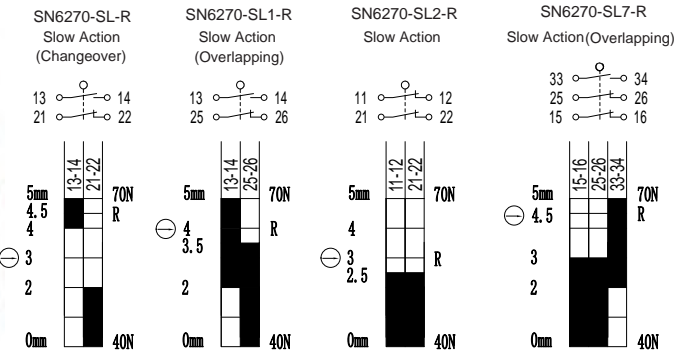 SN6270-SL-R
Slow Action
(Changeover)
13 14
21 22
13-14
21-22
5mm 70N
4.5 R
4
3
2
0mm 40N
SN6270-SL1-R
Slow Action
(Overlapping)
13 14
25 26
13-14
25-26
5mm 70N
4 R
3.5
2
0mm 40N
SN6270-SL2-R
Slow Action
11 12
21 22
11-12
21-22
5mm 70N
4
3 R
2.5
0mm 40N
SN6270-SL7-R
Slow Action(Overlapping)
33 34
25 26
15 16
15-16
25-26
33-34
5mm 70N
4.5 R
3
2
0mm 40N